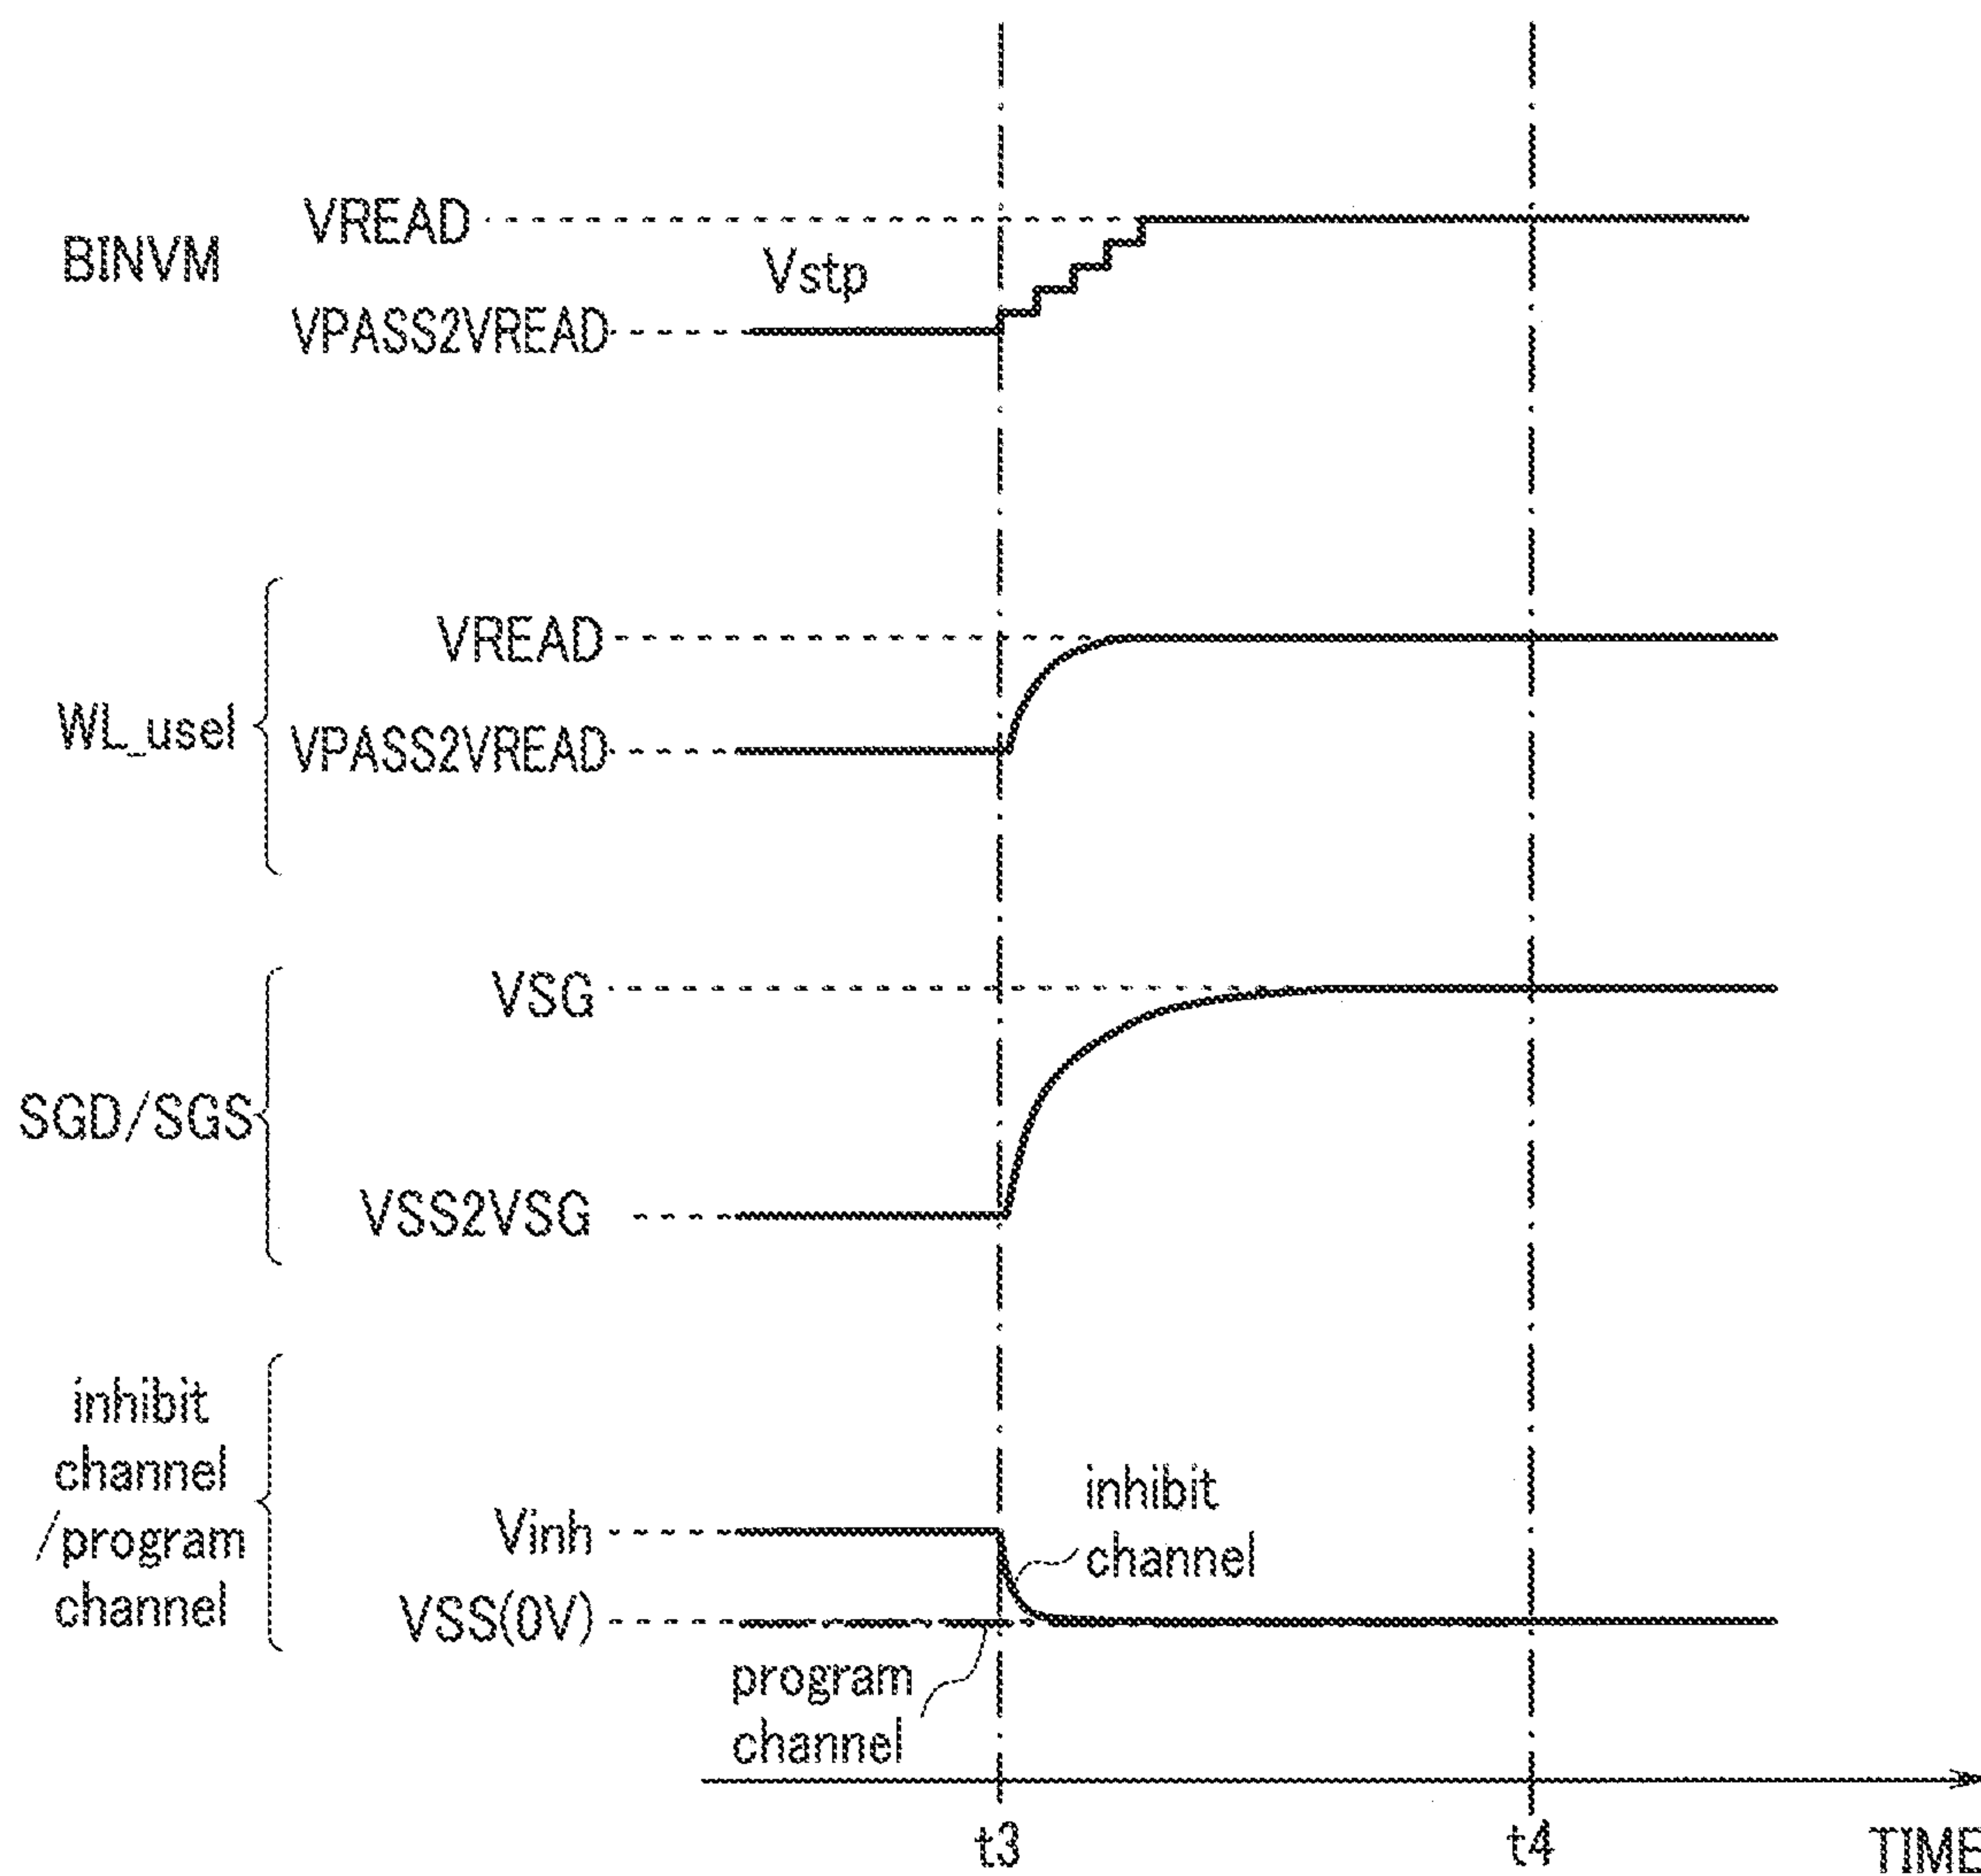 BINVM
VREAD
Vstp
VPASS2VREAD
WL_usel
VREAD
VPASS2VREAD
SGD/SGS
VSG
VSS2VSG
inhibit
channel
/program
channel
Vinh
VSS(0V)
inhibit
channel
program
channel
t3
t4
TIME